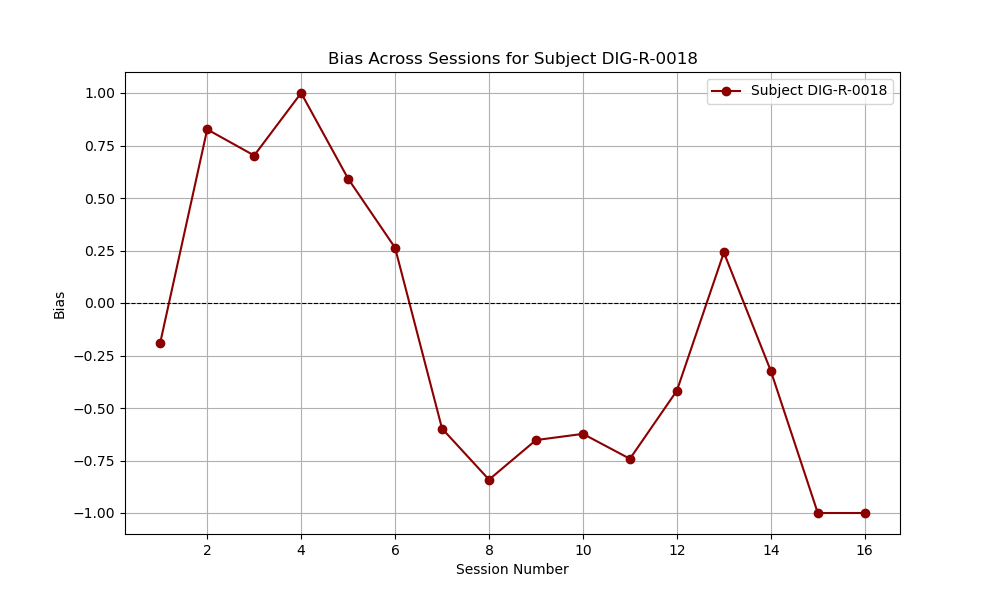 Bias Across Sessions for Subject DIG-R-0018
Subject DIG-R-0018
1.00
0.75
0.50
0.25
0.00
−0.25
−0.50
−0.75
−1.00
Bias
2 4 6 8 10 12 14 16
Session Number